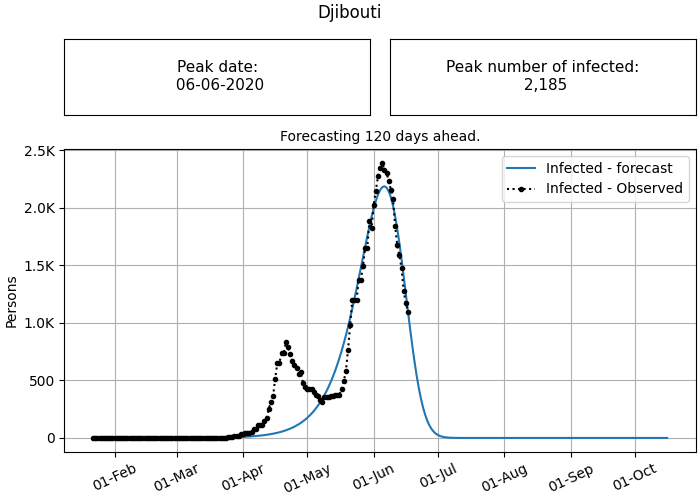 Djibouti
Peak date:
06-06-2020
Peak number of infected:
2,185
Forecasting 120 days ahead.
Infected - forecast
Infected - Observed
Persons
2.5K
2.0K
1.5K
1.0K
500
0
01-Feb
01-Mar
01-Apr
01-May
01-Jun
01-Jul
01-Aug
01-Sep
01-Oct